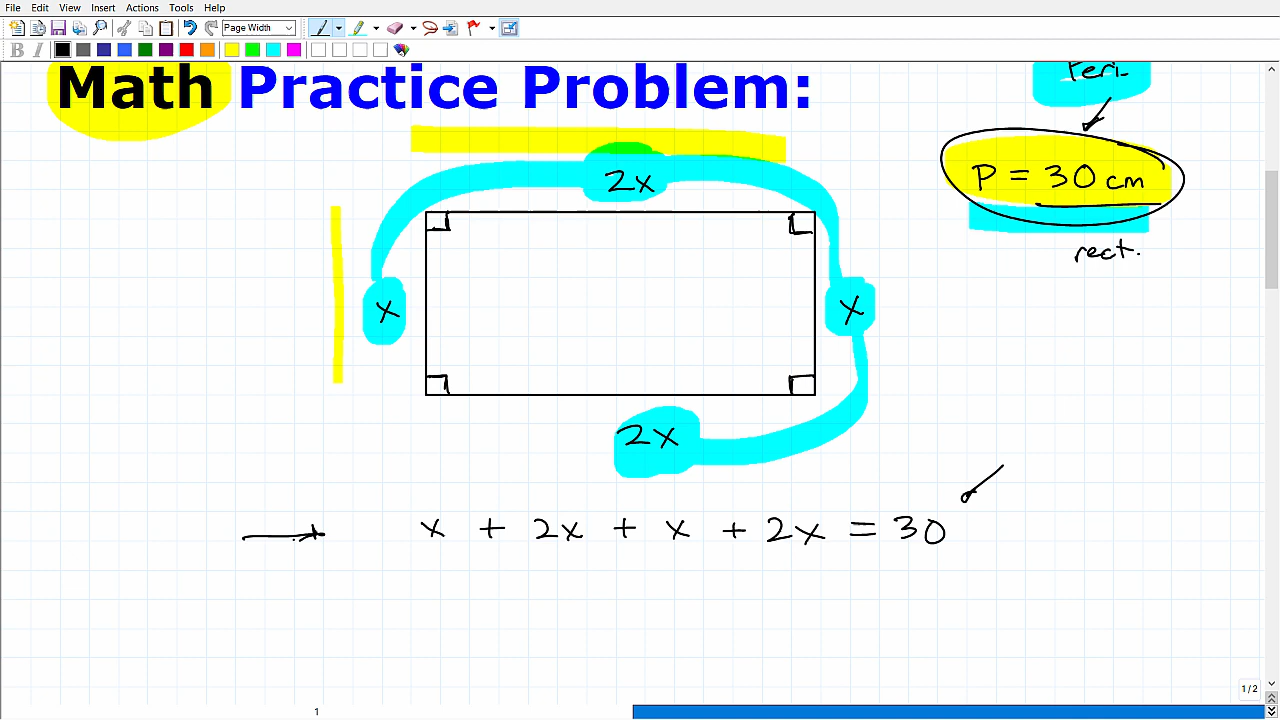 File Edit View Insert Actions Tools Help
Page Width
B I
Math Practice Problem:
Peri.
P = 30 cm
rect.
2x
x
x
2x
x + 2x + x + 2x = 30
1/2
1